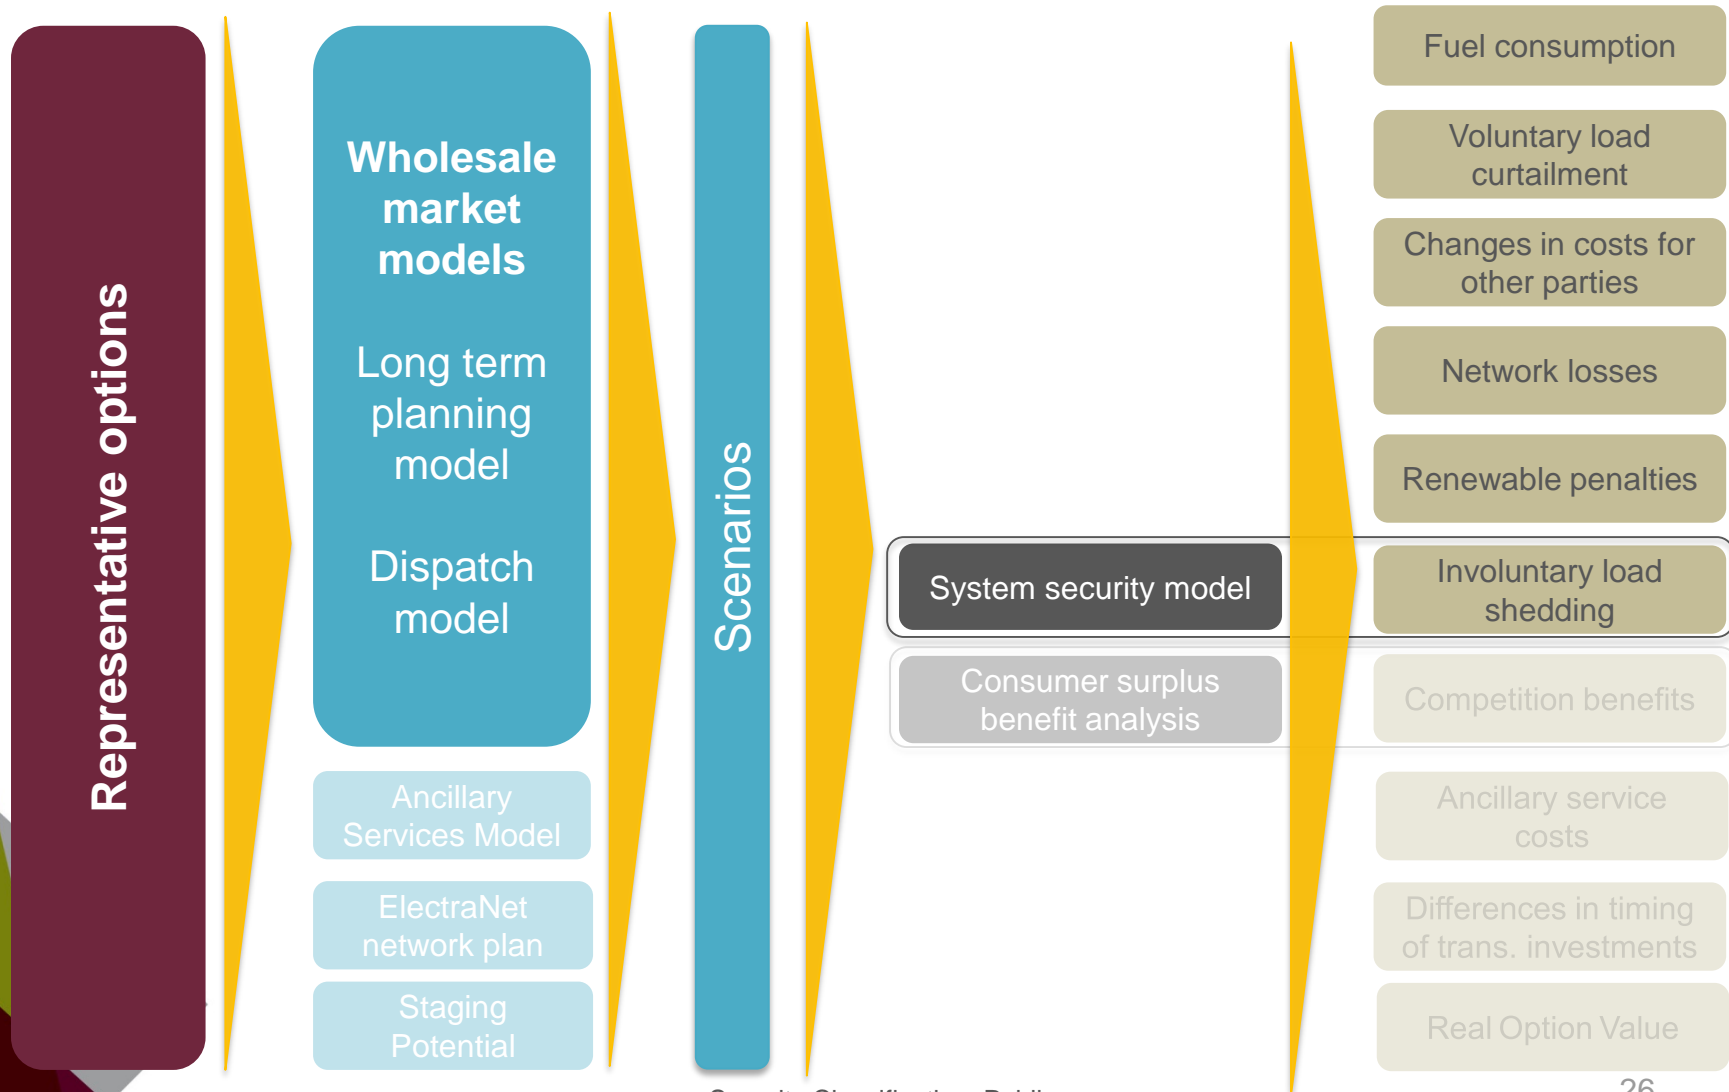 Representative options
Wholesale
market
models
Long term
planning
model
Dispatch
model
Ancillary
Services Model
ElectraNet
network plan
Staging
Potential
Scenarios
System security model
Consumer surplus
benefit analysis
Fuel consumption
Voluntary load
curtailment
Changes in costs for
other parties
Network losses
Renewable penalties
Involuntary load
shedding
Competition benefits
Ancillary service
costs
Differences in timing
of trans. investments
Real Option Value
26